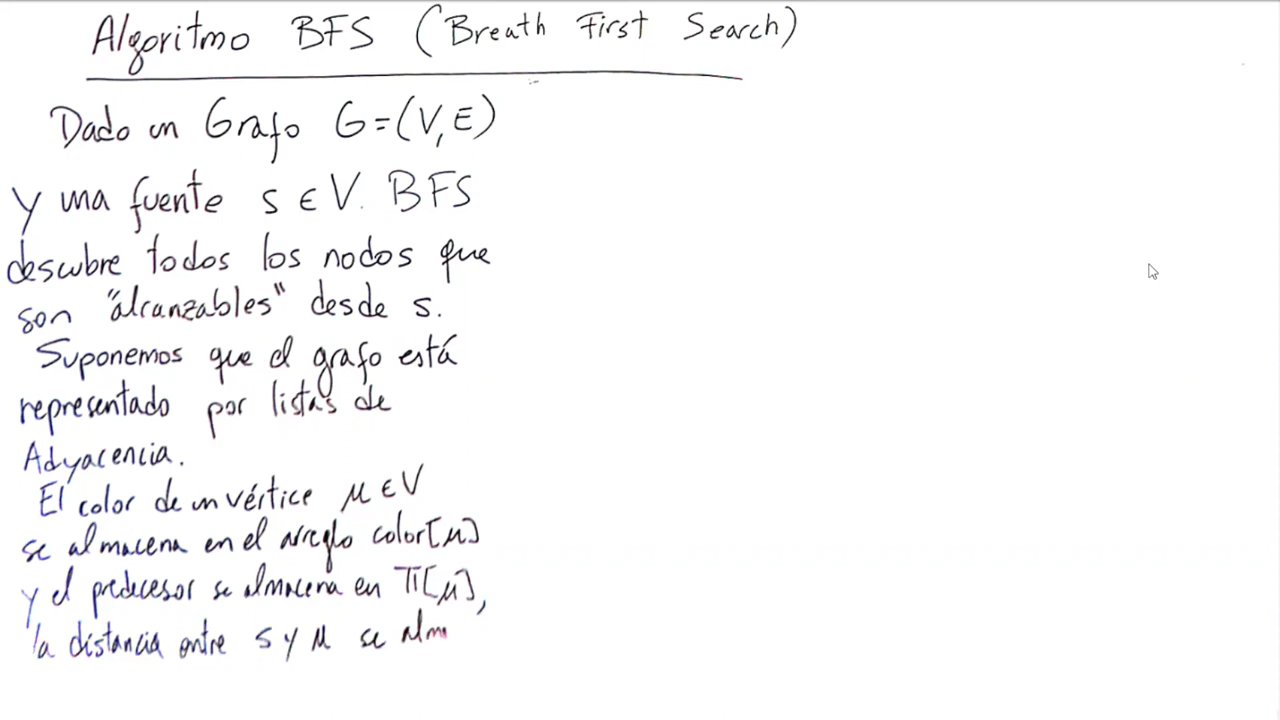 Algoritmo BFS (Breath First Search)
Dado un Grafo G=(V,E)
y una fuente s ∈ V. BFS
descubre todos los nodos que
son "alcanzables" desde s.
Suponemos que el grafo está
representado por listas de
Adyacencia.
El color de un vértice μ ∈ V
se almacena en el arreglo color[μ]
y el predecesor se almacena en π[μ],
la distancia entre s y μ se alm